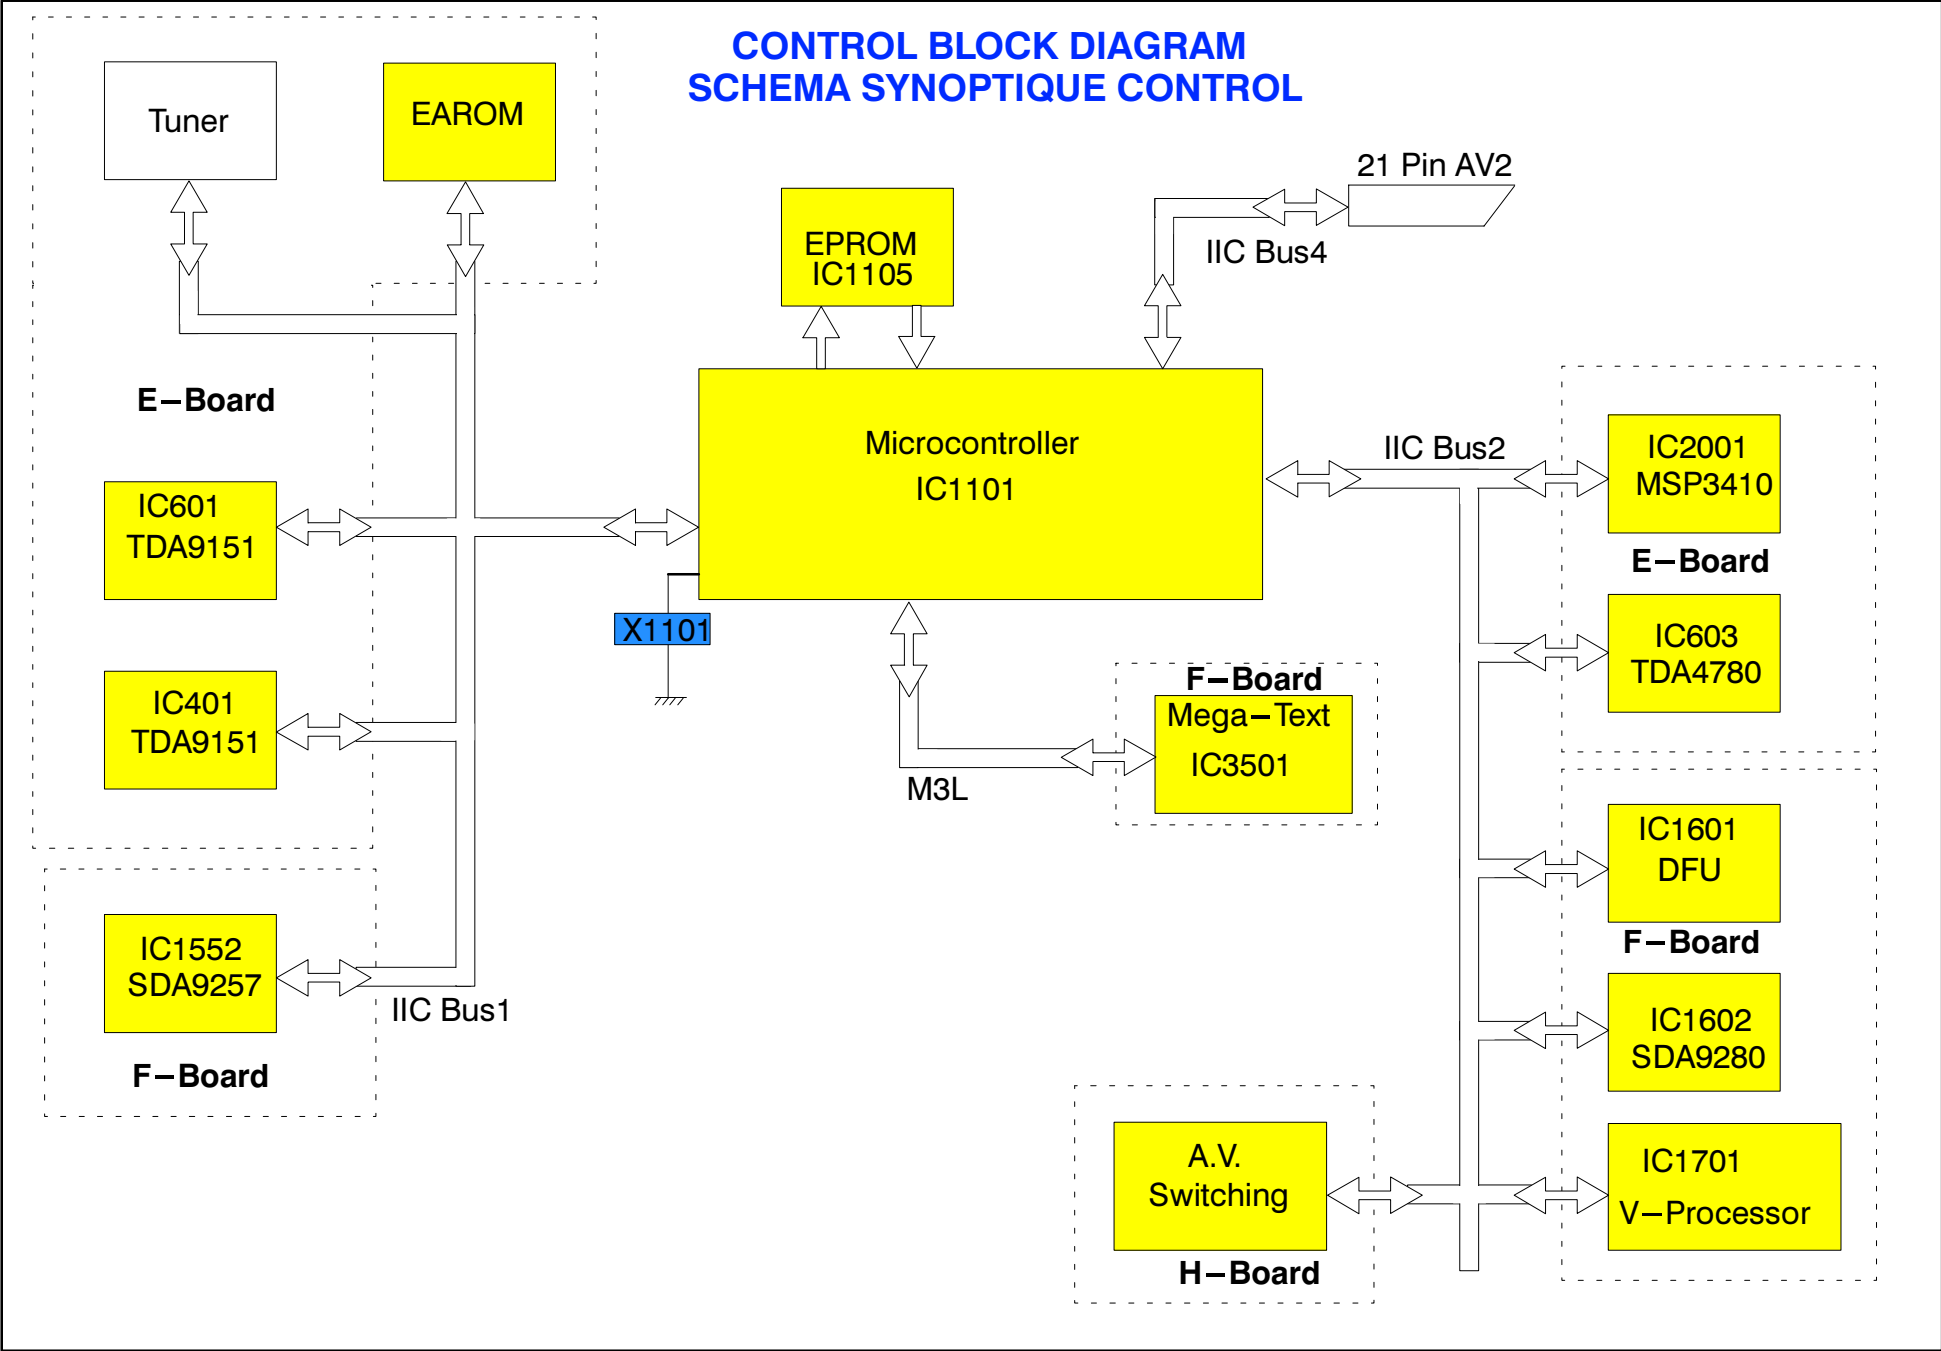 CONTROL BLOCK DIAGRAM
SCHEMA SYNOPTIQUE CONTROL
Tuner
EAROM
21 Pin AV2
EPROM
IC1105
IIC Bus4
E−Board
Microcontroller
IC1101
IIC Bus2
IC2001
MSP3410
IC601
TDA9151
E−Board
X1101
IC603
TDA4780
IC401
TDA9151
F−Board
Mega−Text
IC3501
M3L
IC1601
DFU
F−Board
IC1552
SDA9257
IIC Bus1
F−Board
IC1602
SDA9280
A.V.
Switching
H−Board
IC1701
V−Processor